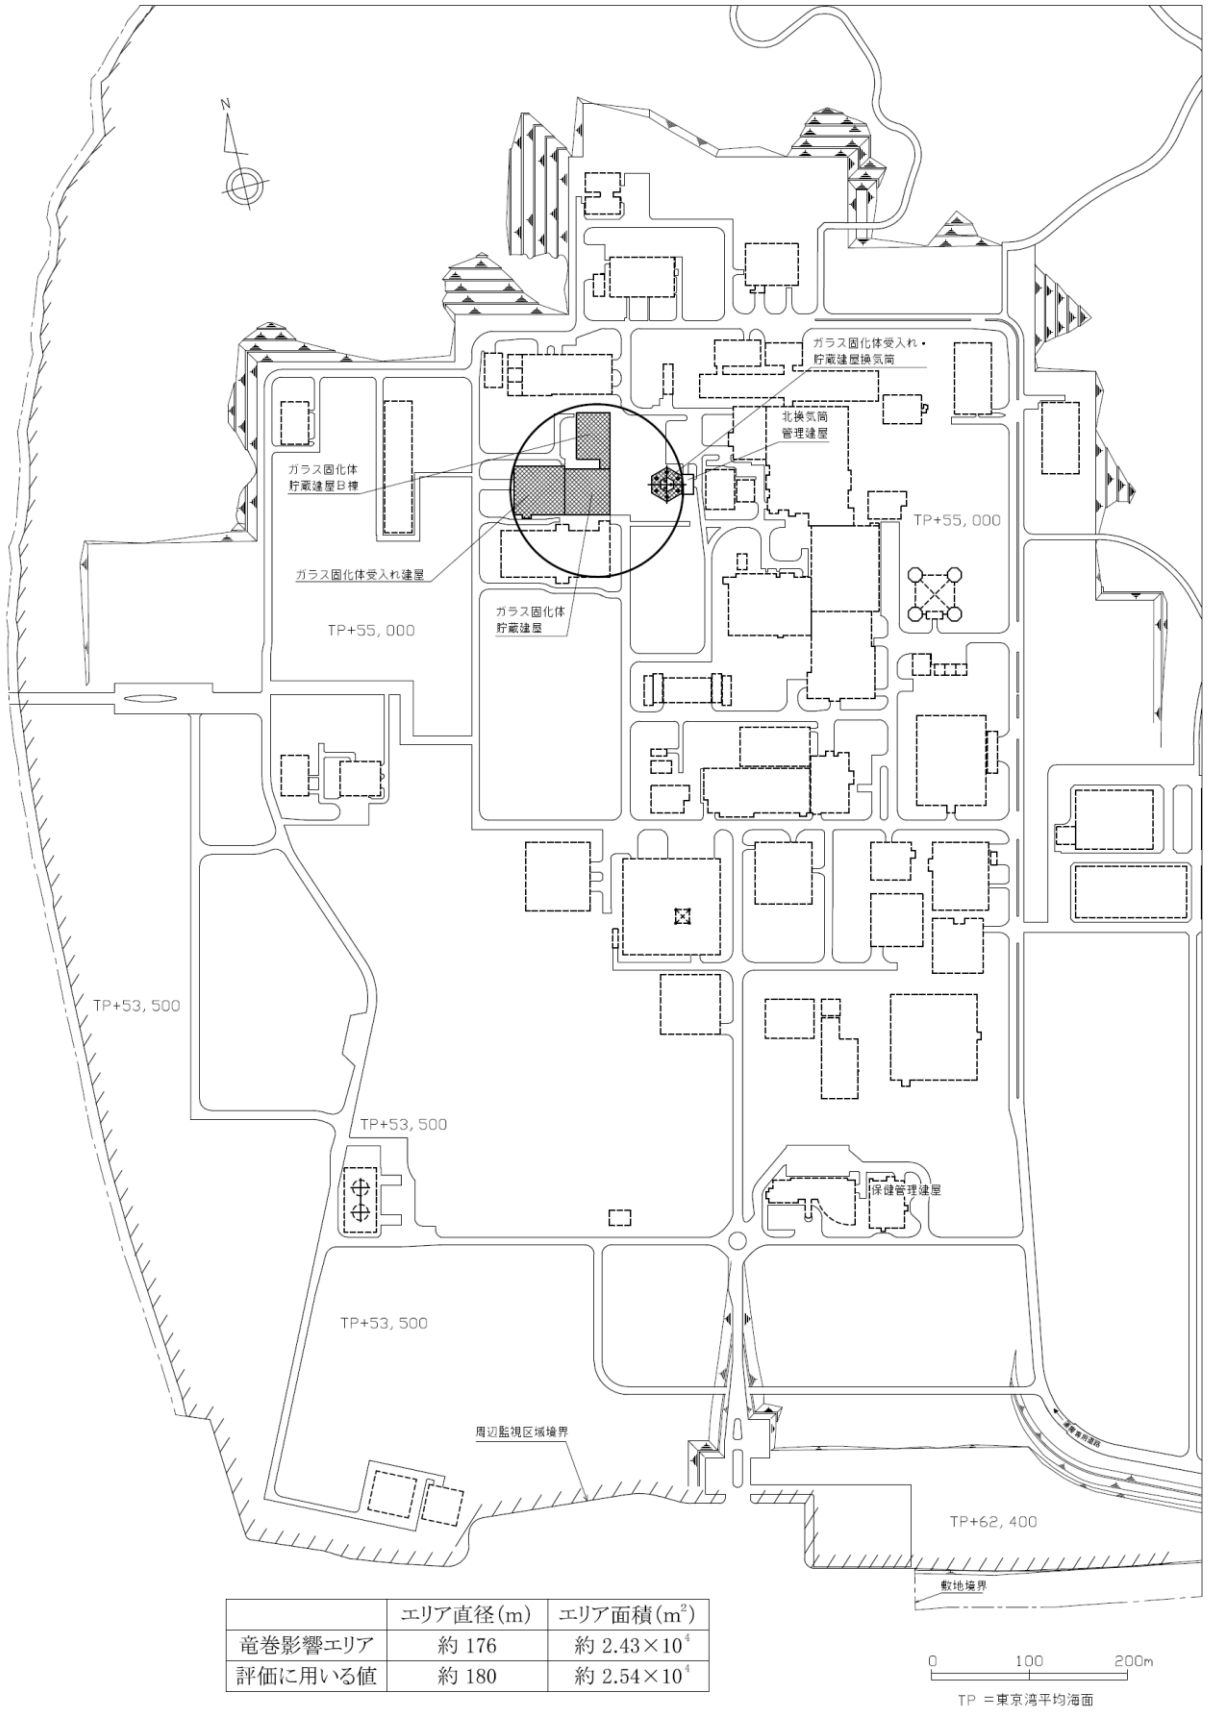 N
ガラス固化体受入れ・
貯蔵建屋換気筒
北換気筒
管理建屋
ガラス固化体
貯蔵建屋B棟
TP+55,000
ガラス固化体受入れ建屋
ガラス固化体
貯蔵建屋
TP+55,000
TP+53,500
TP+53,500
保健管理建屋
TP+53,500
周辺監視区域境界
TP+62,400
敷地境界
エリア直径(m) エリア面積(m²)
竜巻影響エリア 約 176 約 2.43×10⁴
評価に用いる値 約 180 約 2.54×10⁴
0 100 200m
TP =東京湾平均海面